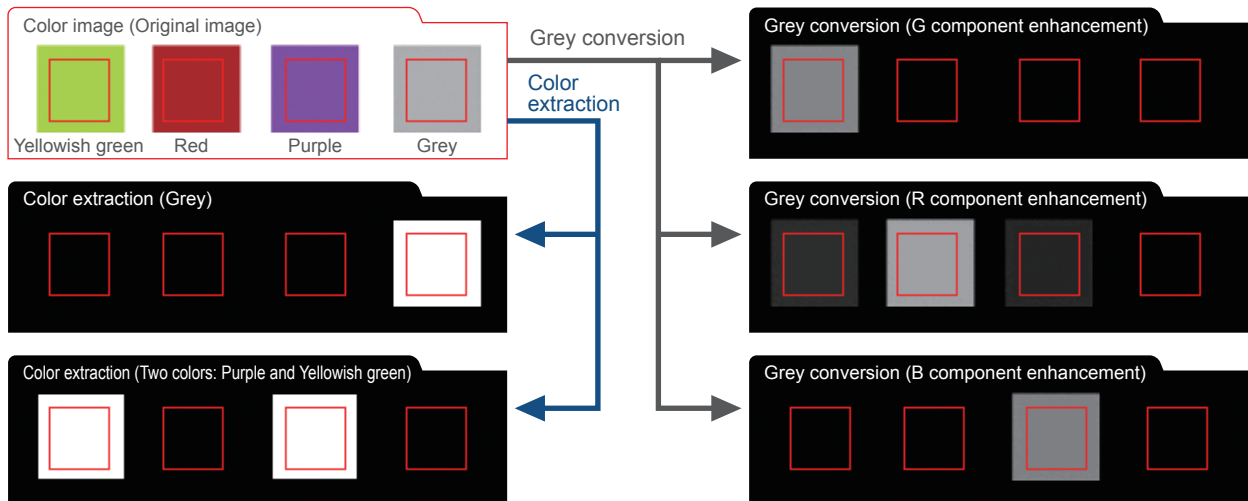 Color image (Original image)
Yellowish green
Red
Purple
Grey
Grey conversion
Color
extraction
Color extraction (Grey)
Color extraction (Two colors: Purple and Yellowish green)
Grey conversion (G component enhancement)
Grey conversion (R component enhancement)
Grey conversion (B component enhancement)